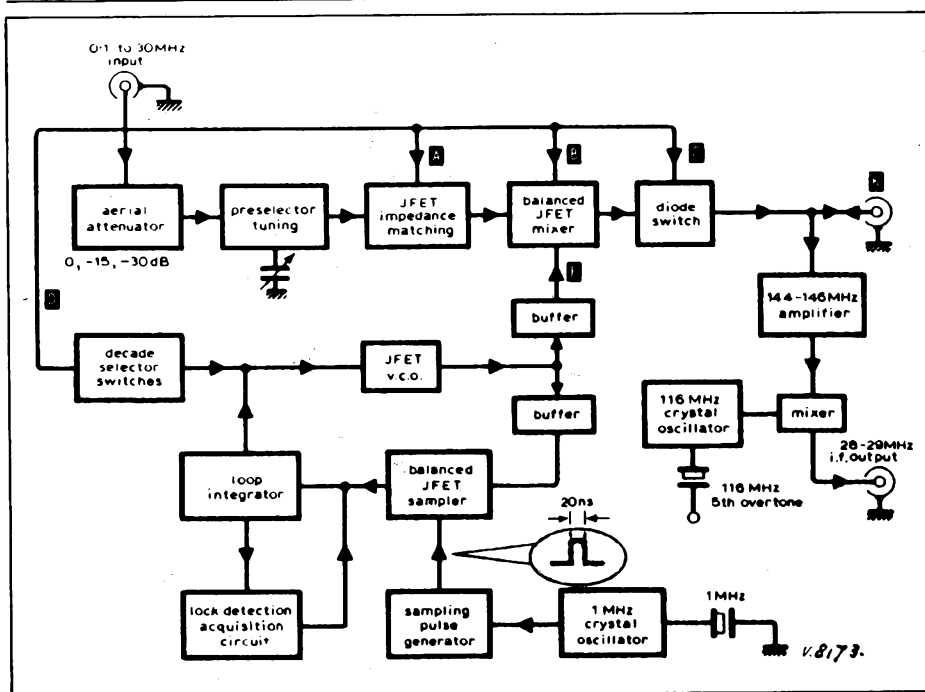 0·1 to 30MHz
input
aerial
attenuator
0, -15, -30dB
preselector
tuning
A
JFET
impedance
matching
balanced
JFET
mixer
diode
switch
buffer
144-146MHz
amplifier
decade
selector
switches
JFET
v.c.o.
buffer
116 MHz
crystal
oscillator
mixer
28-29MHz
i.f. output
116 MHz
5th overtone
loop
integrator
balanced
JFET
sampler
20ns
lock detection
acquisition
circuit
sampling
pulse
generator
1 MHz
crystal
oscillator
1 MHz
V.8173.